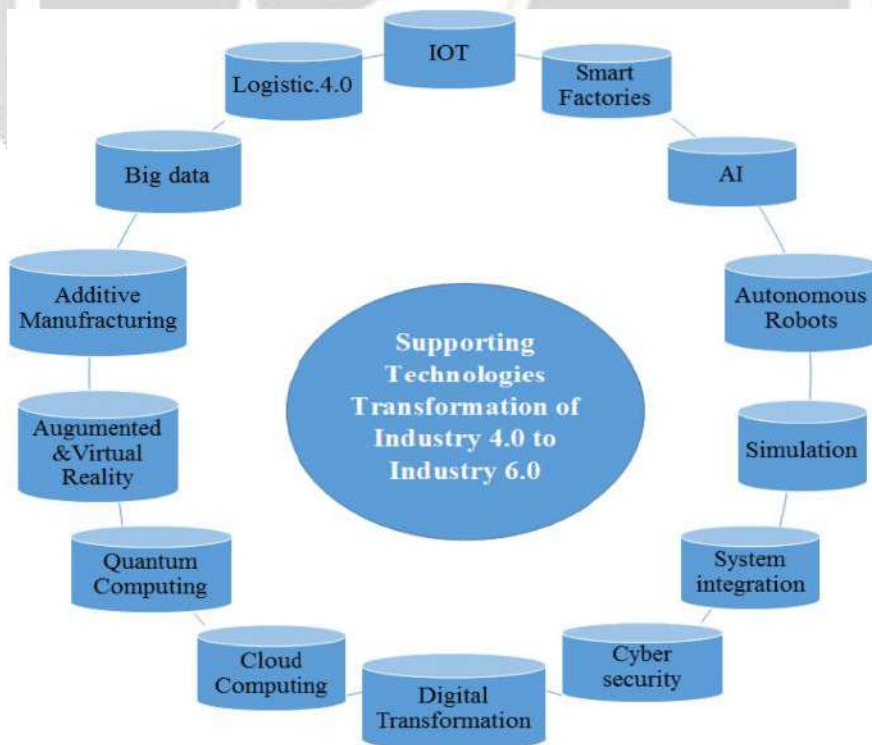 IOT
Smart
Factories
AI
Autonomous
Robots
Simulation
System
integration
Cyber
security
Digital
Transformation
Cloud
Computing
Quantum
Computing
Augumented
&Virtual
Reality
Additive
Manufracturing
Big data
Logistic.4.0
Supporting
Technologies
Transformation of
Industry 4.0 to
Industry 6.0